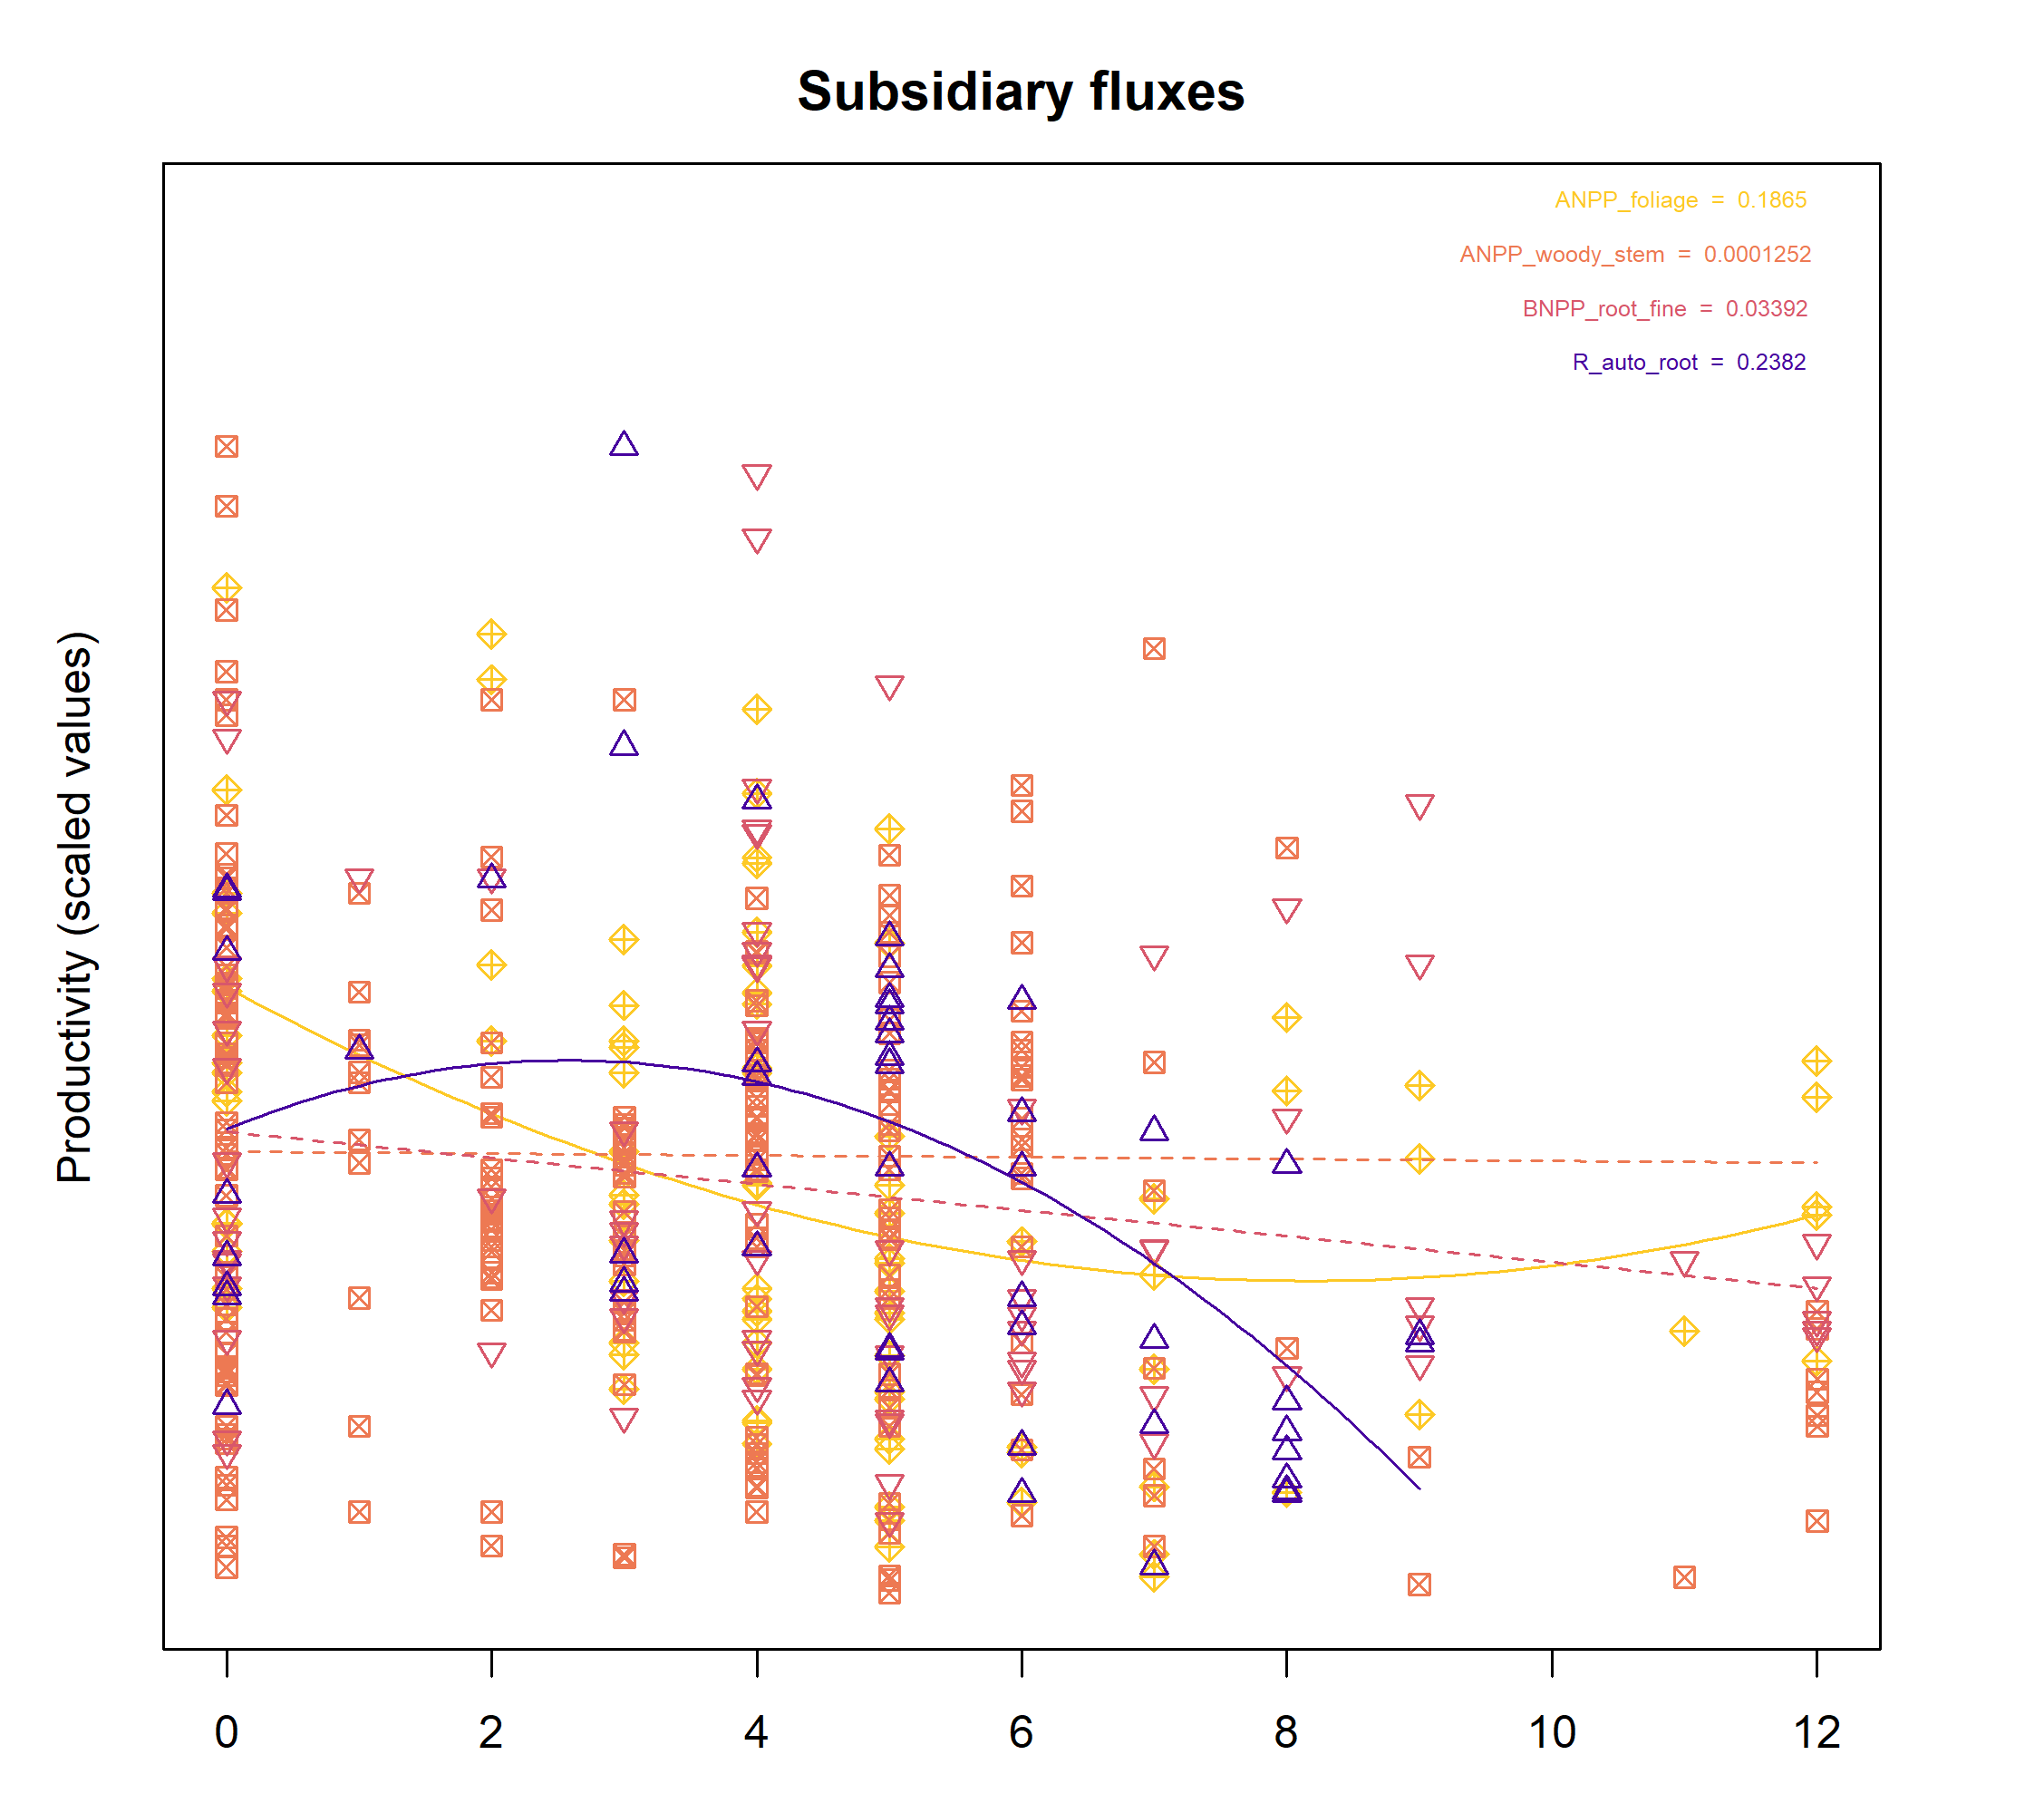 Subsidiary fluxes
ANPP_foliage = 0.1865
ANPP_woody_stem = 0.0001252
BNPP_root_fine = 0.03392
R_auto_root = 0.2382
Productivity (scaled values)
0 2 4 6 8 10 12